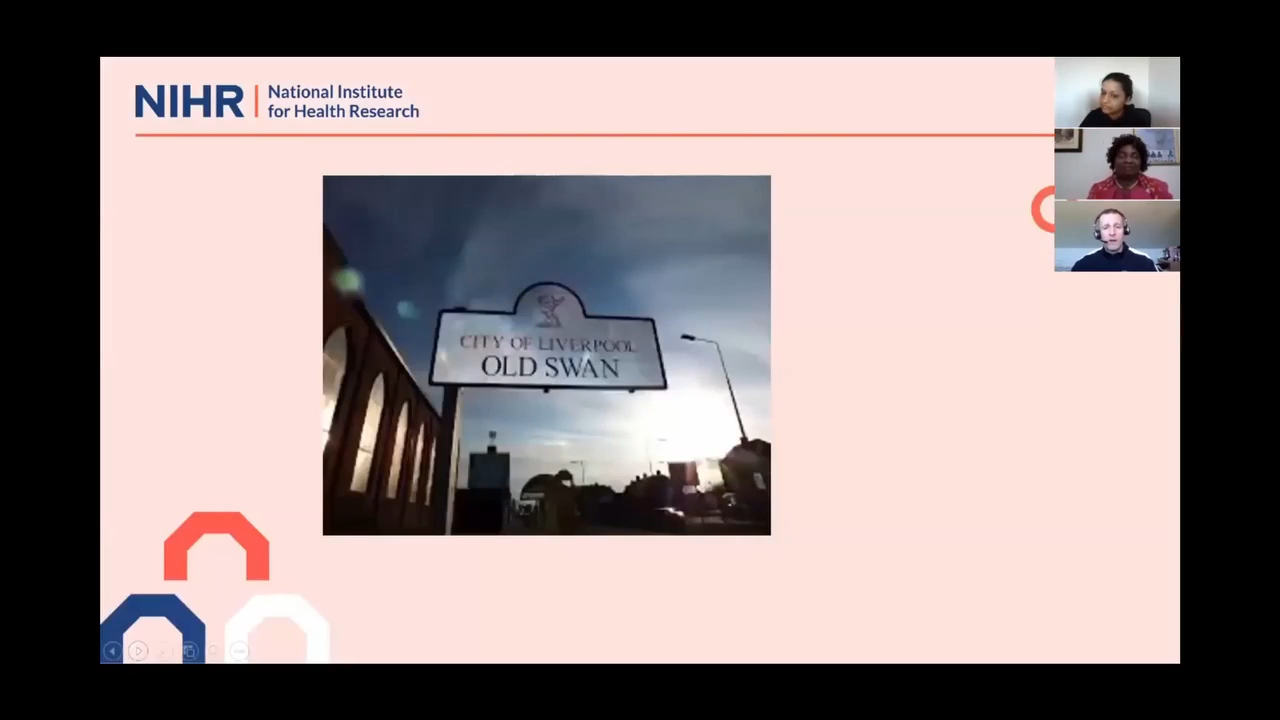 NIHR
National Institute
for Health Research
CITY OF LIVERPOOL
OLD SWAN